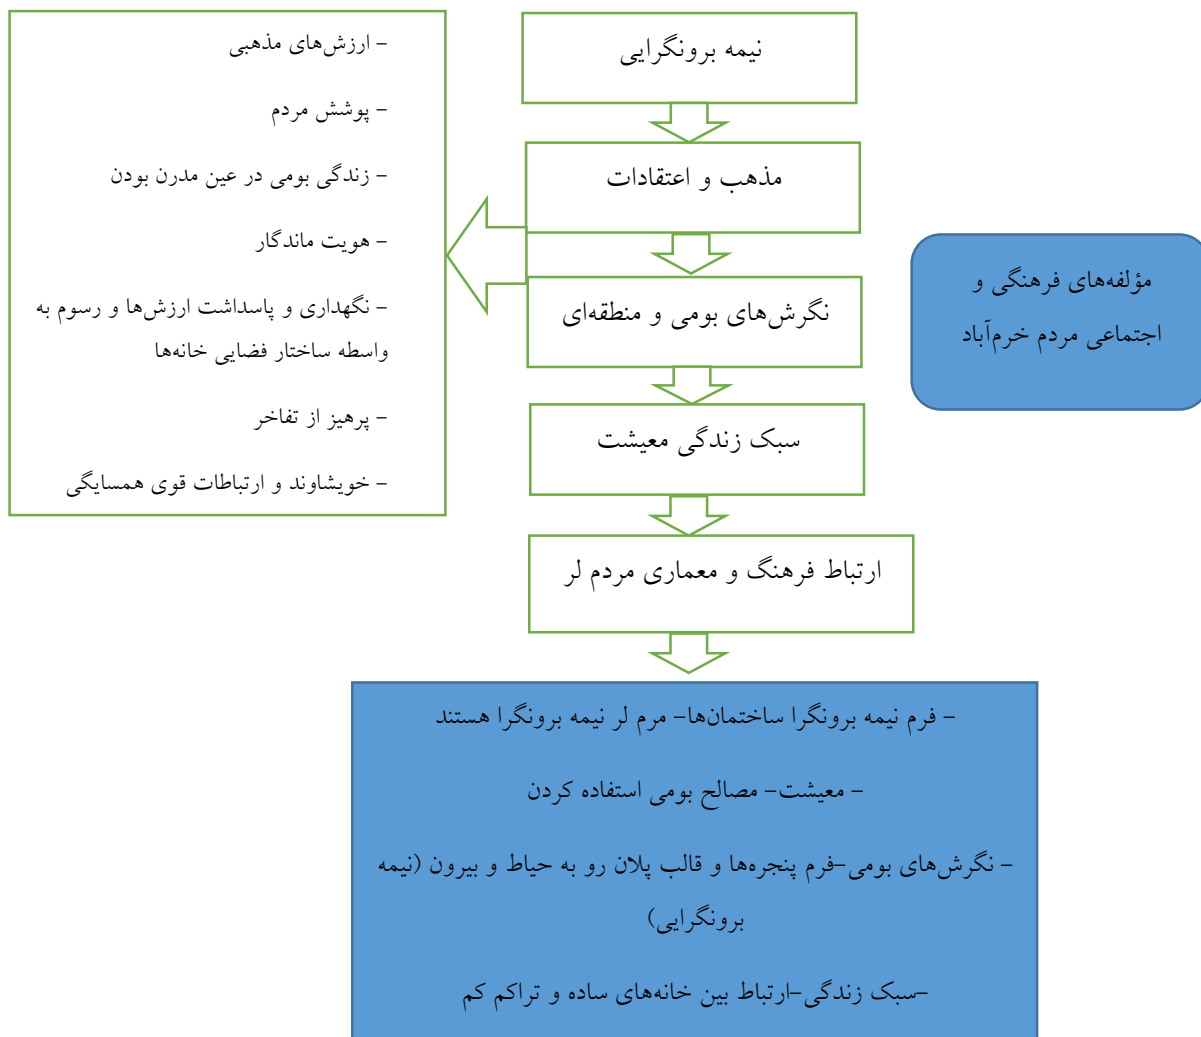 نیمه برونگرایی
مذهب و اعتقادات
نگرش‌های بومی و منطقه‌ای
سبک زندگی معیشت
ارتباط فرهنگ و معماری مردم لر
مؤلفه‌های فرهنگی و
اجتماعی مردم خرم‌آباد
- ارزش‌های مذهبی
- پوشش مردم
- زندگی بومی در عین مدرن بودن
- هویت ماندگار
- نگهداری و پاسداشت ارزش‌ها و رسوم به
واسطه ساختار فضایی خانه‌ها
- پرهیز از تفاخر
- خویشاوند و ارتباطات قوی همسایگی
- فرم نیمه برونگرا ساختمان‌ها- مرم لر نیمه برونگرا هستند
- معیشت- مصالح بومی استفاده کردن
- نگرش‌های بومی-فرم پنجره‌ها و قالب پلان رو به حیاط و بیرون (نیمه
برونگرایی)
-سبک زندگی-ارتباط بین خانه‌های ساده و تراکم کم